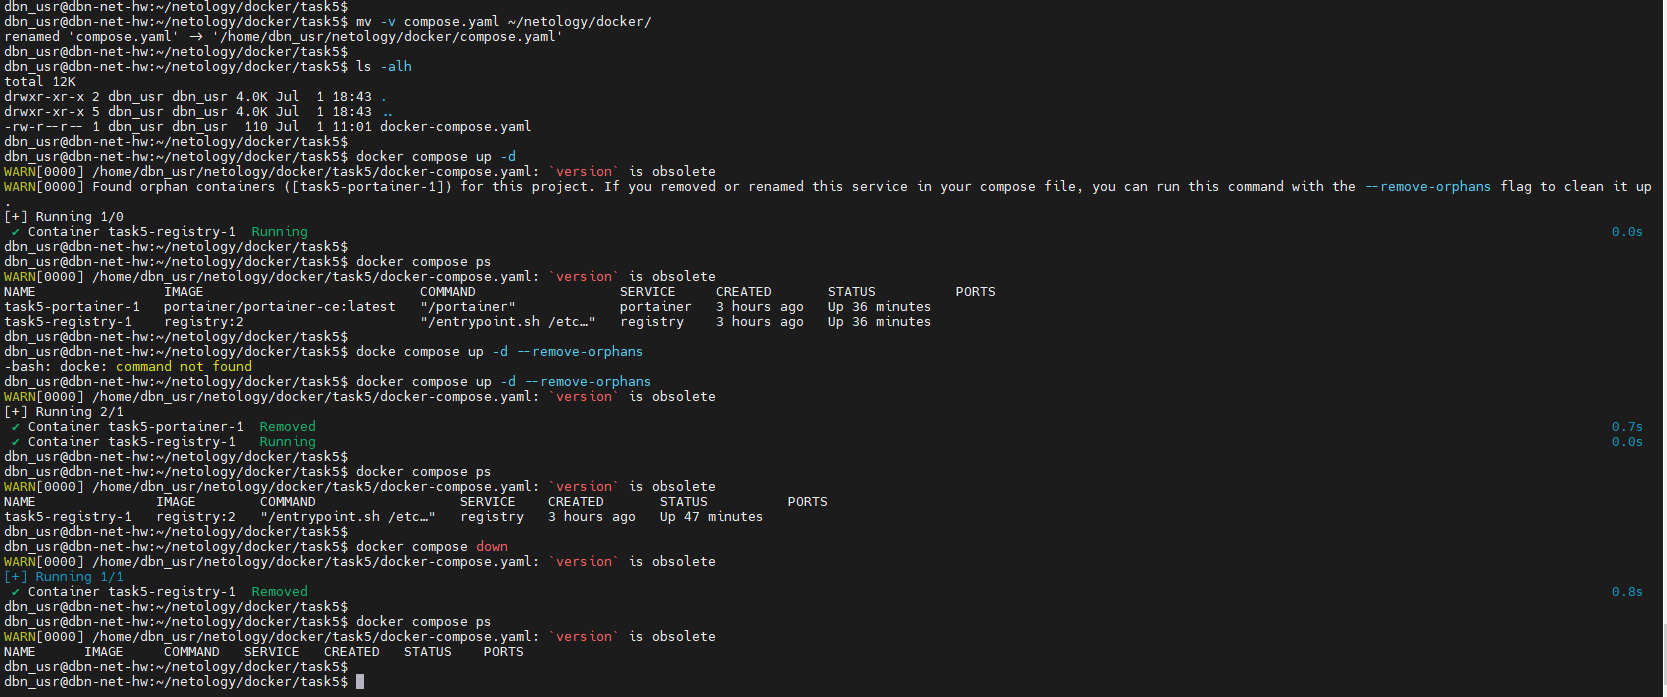 dbn_usr@dbn-net-hw:~/netology/docker/task5$
dbn_usr@dbn-net-hw:~/netology/docker/task5$ mv -v compose.yaml ~/netology/docker/
renamed 'compose.yaml' -> '/home/dbn_usr/netology/docker/compose.yaml'
dbn_usr@dbn-net-hw:~/netology/docker/task5$
dbn_usr@dbn-net-hw:~/netology/docker/task5$ ls -alh
total 12K
drwxr-xr-x 2 dbn_usr dbn_usr 4.0K Jul  1 18:43 .
drwxr-xr-x 5 dbn_usr dbn_usr 4.0K Jul  1 18:43 ..
-rw-r--r-- 1 dbn_usr dbn_usr  110 Jul  1 11:01 docker-compose.yaml
dbn_usr@dbn-net-hw:~/netology/docker/task5$
dbn_usr@dbn-net-hw:~/netology/docker/task5$ docker compose up -d
WARN[0000] /home/dbn_usr/netology/docker/task5/docker-compose.yaml: `version` is obsolete
WARN[0000] Found orphan containers ([task5-portainer-1]) for this project. If you removed or renamed this service in your compose file, you can run this command with the --remove-orphans flag to clean it up
.
[+] Running 1/0
 ✔ Container task5-registry-1  Running 0.0s
dbn_usr@dbn-net-hw:~/netology/docker/task5$
dbn_usr@dbn-net-hw:~/netology/docker/task5$ docker compose ps
WARN[0000] /home/dbn_usr/netology/docker/task5/docker-compose.yaml: `version` is obsolete
NAME                IMAGE                           COMMAND                  SERVICE     CREATED       STATUS          PORTS
task5-portainer-1   portainer/portainer-ce:latest   "/portainer"             portainer   3 hours ago   Up 36 minutes
task5-registry-1    registry:2                      "/entrypoint.sh /etc…"   registry    3 hours ago   Up 36 minutes
dbn_usr@dbn-net-hw:~/netology/docker/task5$
dbn_usr@dbn-net-hw:~/netology/docker/task5$ docke compose up -d --remove-orphans
-bash: docke: command not found
dbn_usr@dbn-net-hw:~/netology/docker/task5$ docker compose up -d --remove-orphans
WARN[0000] /home/dbn_usr/netology/docker/task5/docker-compose.yaml: `version` is obsolete
[+] Running 2/1
 ✔ Container task5-portainer-1  Removed 0.7s
 ✔ Container task5-registry-1   Running 0.0s
dbn_usr@dbn-net-hw:~/netology/docker/task5$
dbn_usr@dbn-net-hw:~/netology/docker/task5$ docker compose ps
WARN[0000] /home/dbn_usr/netology/docker/task5/docker-compose.yaml: `version` is obsolete
NAME               IMAGE        COMMAND                  SERVICE    CREATED       STATUS          PORTS
task5-registry-1   registry:2   "/entrypoint.sh /etc…"   registry   3 hours ago   Up 47 minutes
dbn_usr@dbn-net-hw:~/netology/docker/task5$
dbn_usr@dbn-net-hw:~/netology/docker/task5$ docker compose down
WARN[0000] /home/dbn_usr/netology/docker/task5/docker-compose.yaml: `version` is obsolete
[+] Running 1/1
 ✔ Container task5-registry-1  Removed 0.8s
dbn_usr@dbn-net-hw:~/netology/docker/task5$
dbn_usr@dbn-net-hw:~/netology/docker/task5$ docker compose ps
WARN[0000] /home/dbn_usr/netology/docker/task5/docker-compose.yaml: `version` is obsolete
NAME      IMAGE     COMMAND   SERVICE   CREATED   STATUS    PORTS
dbn_usr@dbn-net-hw:~/netology/docker/task5$
dbn_usr@dbn-net-hw:~/netology/docker/task5$